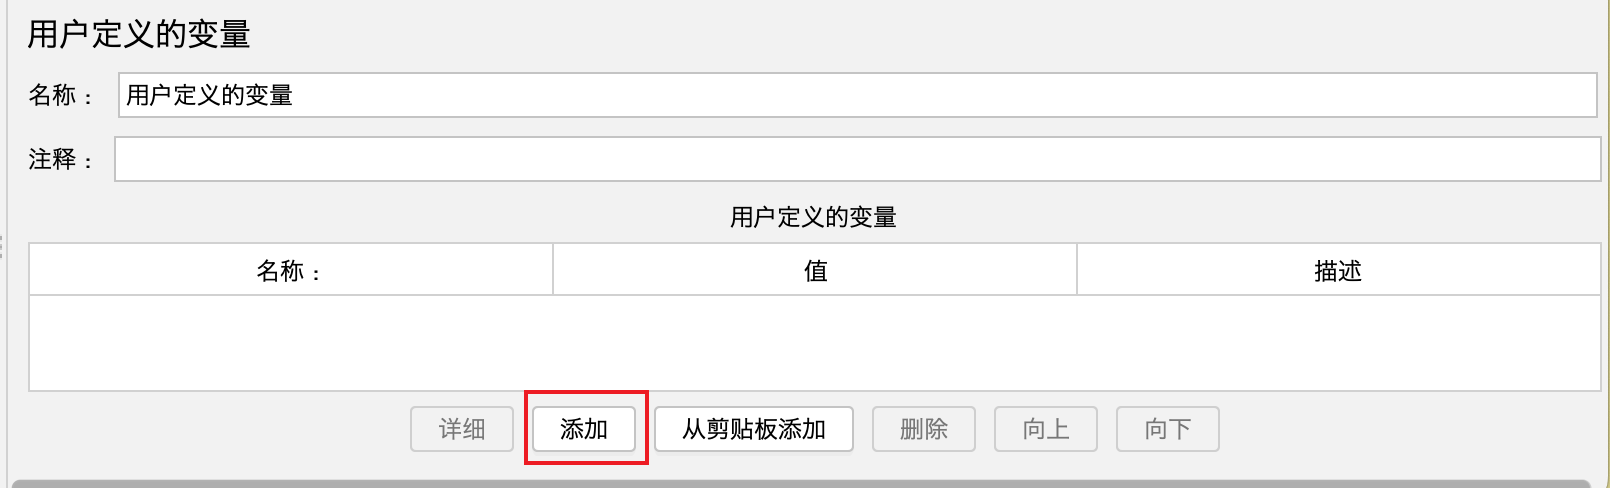 用户定义的变量
名称： 用户定义的变量
注释：
用户定义的变量
名称： 值 描述
详细 添加 从剪贴板添加 删除 向上 向下